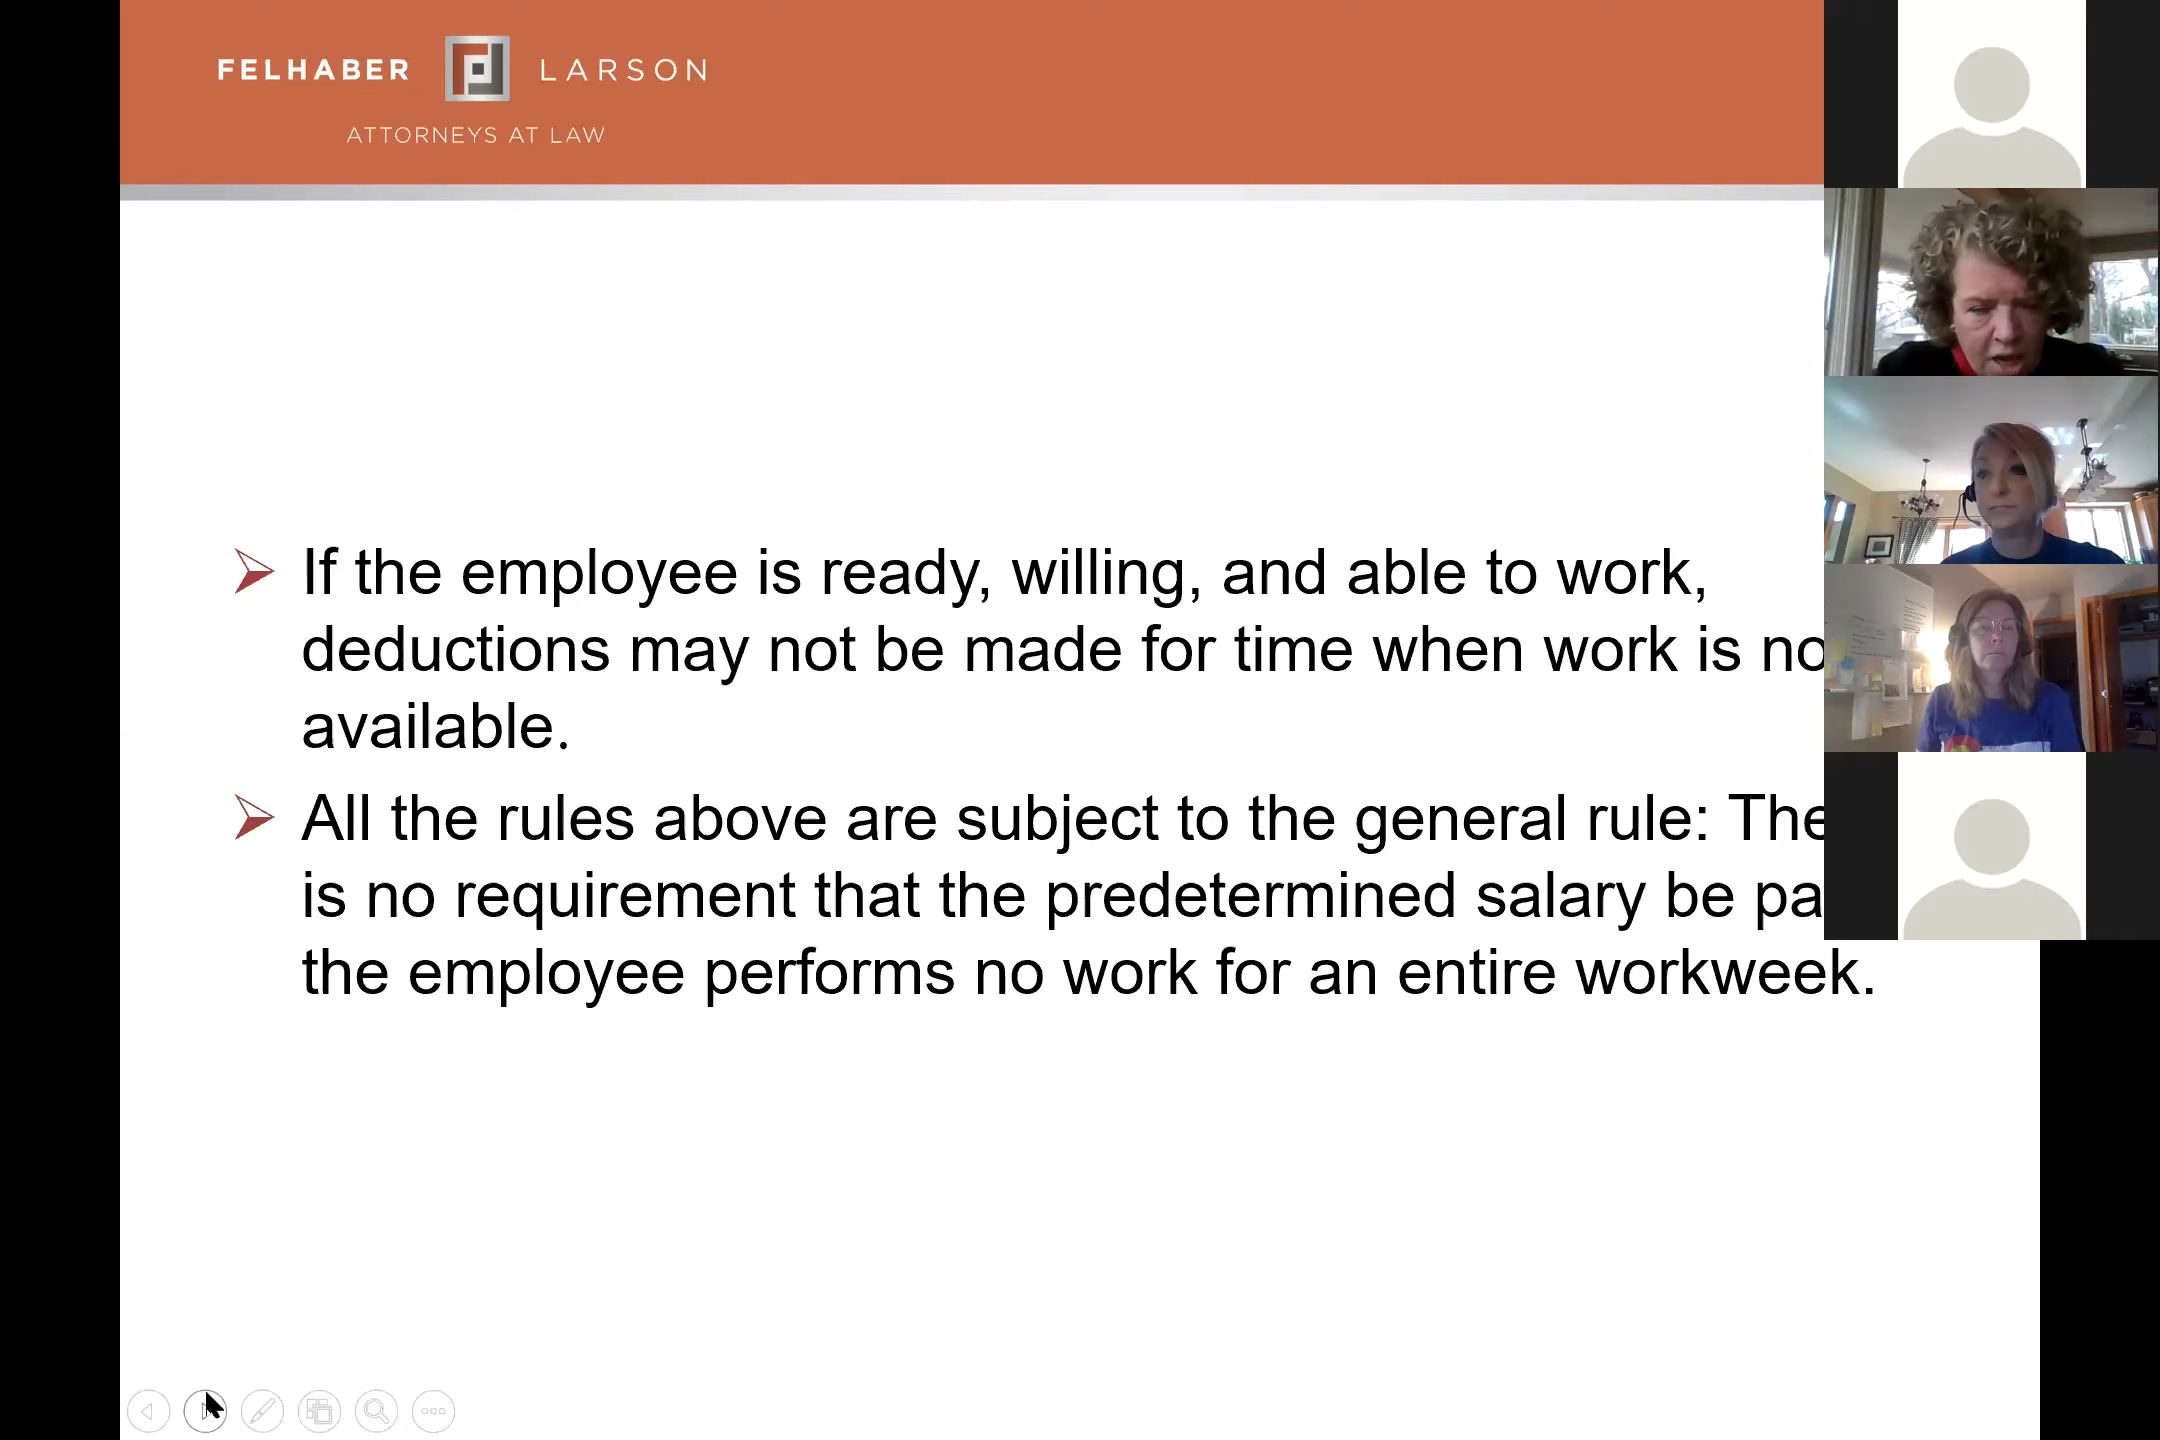 FELHABER LARSON
ATTORNEYS AT LAW
If the employee is ready, willing, and able to work,
deductions may not be made for time when work is no
available.
All the rules above are subject to the general rule: The
is no requirement that the predetermined salary be pa
the employee performs no work for an entire workweek.